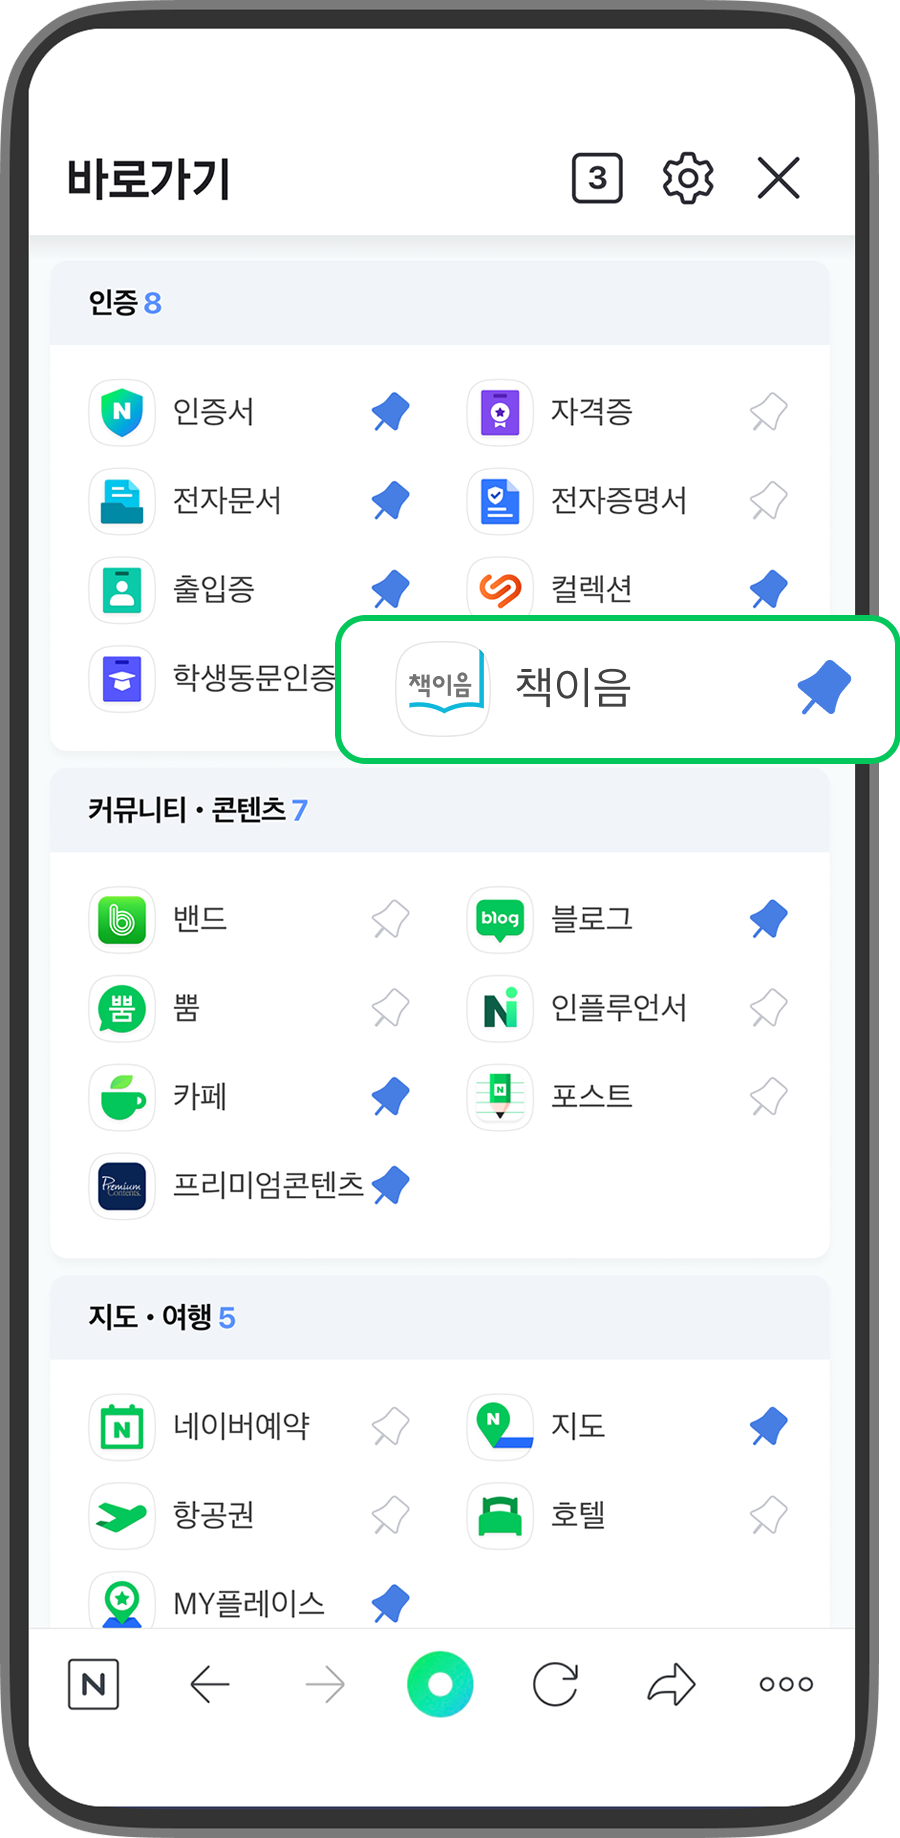 바로가기 3
인증 8
N 인증서 자격증
전자문서 전자증명서
출입증 컬렉션
학생동문인증 책이음 책이음
커뮤니티 • 콘텐츠 7
밴드 blog 블로그
뿜 뿜 Ni 인플루언서
카페 N 포스트
Premium Contents. 프리미엄콘텐츠
지도 • 여행 5
N 네이버예약 N 지도
항공권 호텔
MY플레이스
N